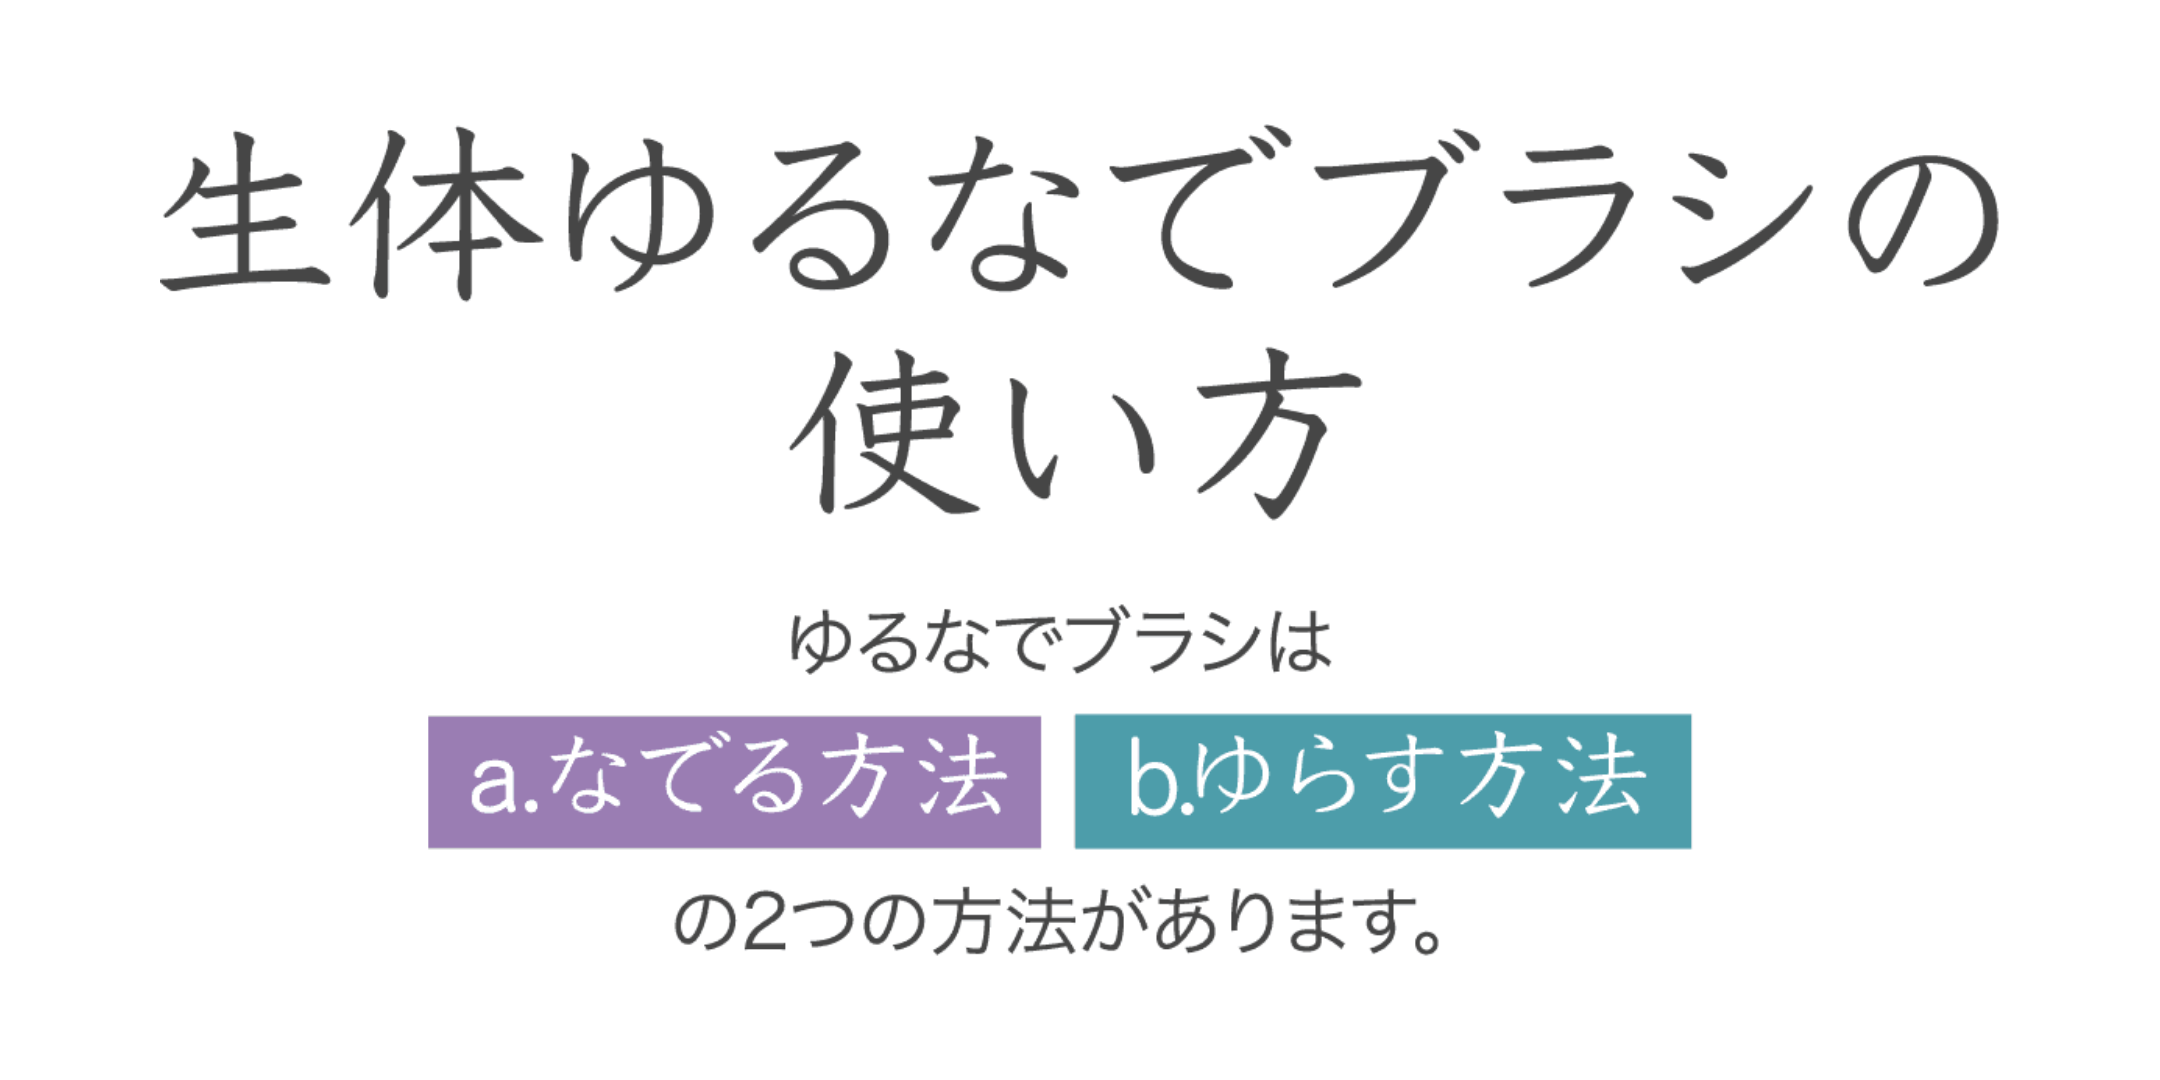 生体ゆるなでブラシの
使い方
ゆるなでブラシは
a.なでる方法 b.ゆらす方法
の2つの方法があります。